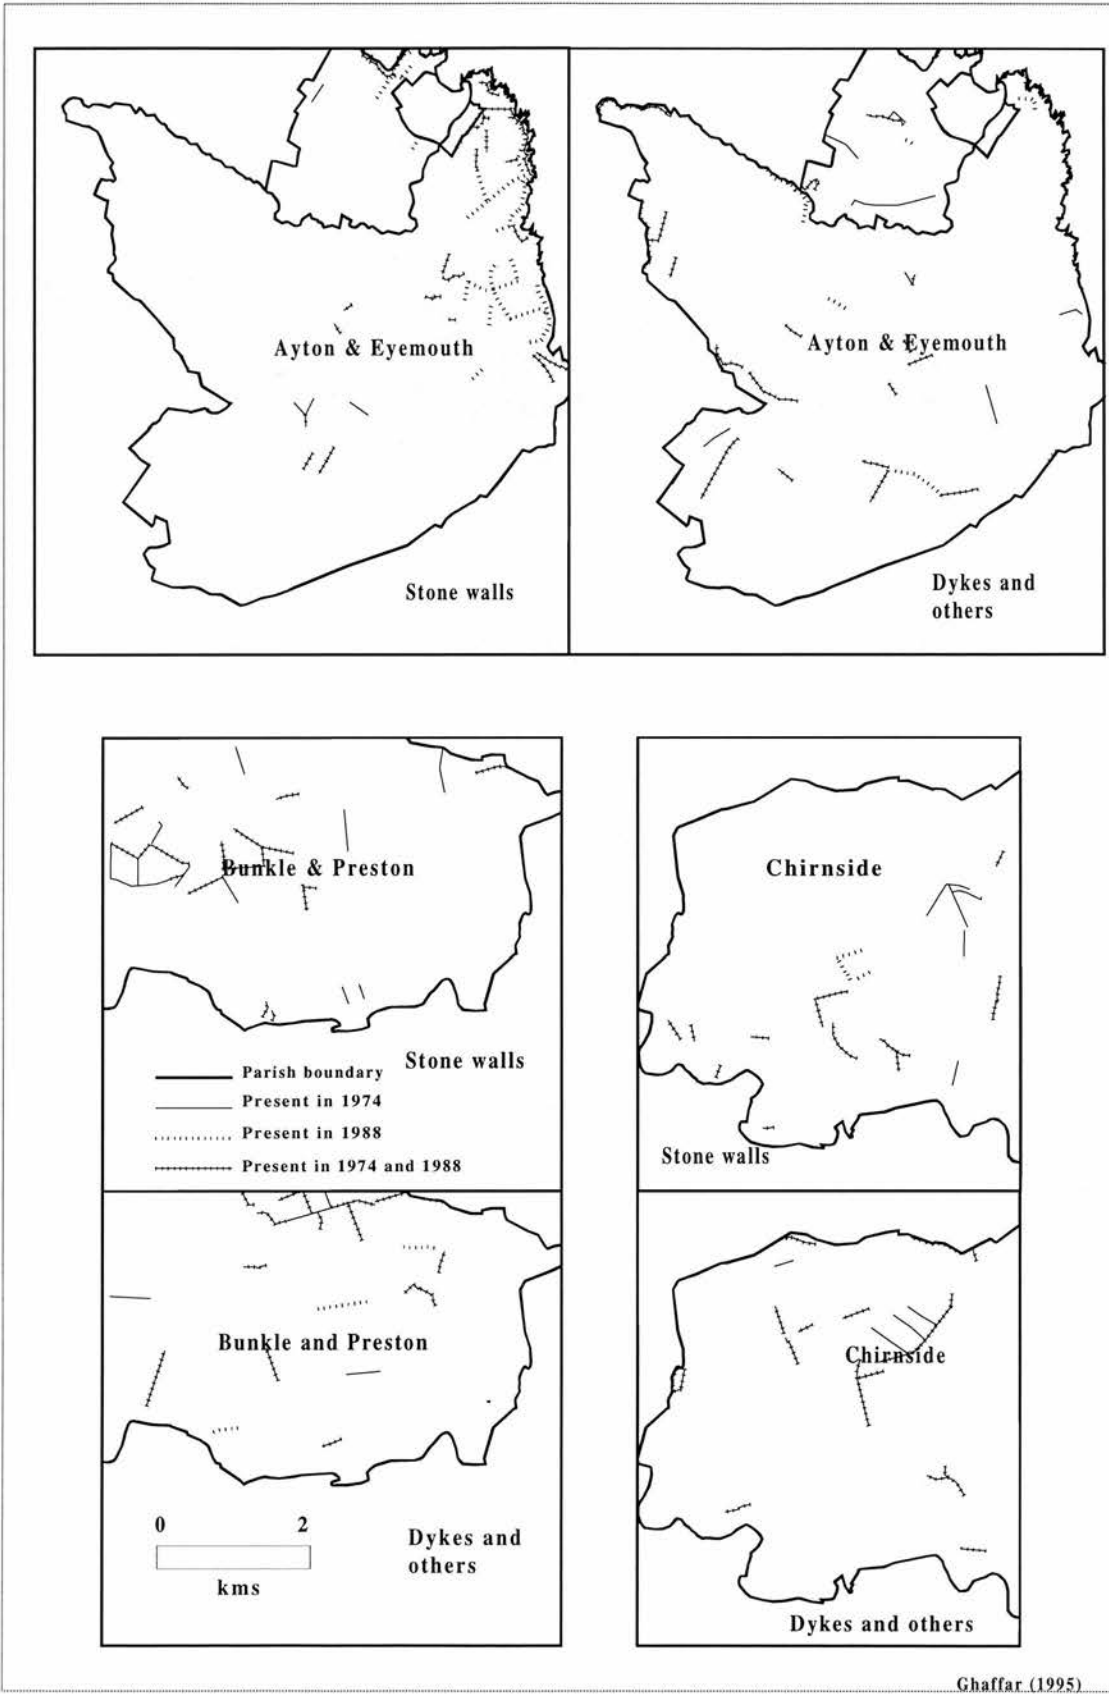 Ayton & Eyemouth
Stone walls
Ayton & Eyemouth
Dykes and
others
Bunkle & Preston
Stone walls
Parish boundary
Present in 1974
Present in 1988
Present in 1974 and 1988
Chirnside
Stone walls
Bunkle and Preston
0 2
kms
Dykes and
others
Chirnside
Dykes and others
Ghaffar (1995)